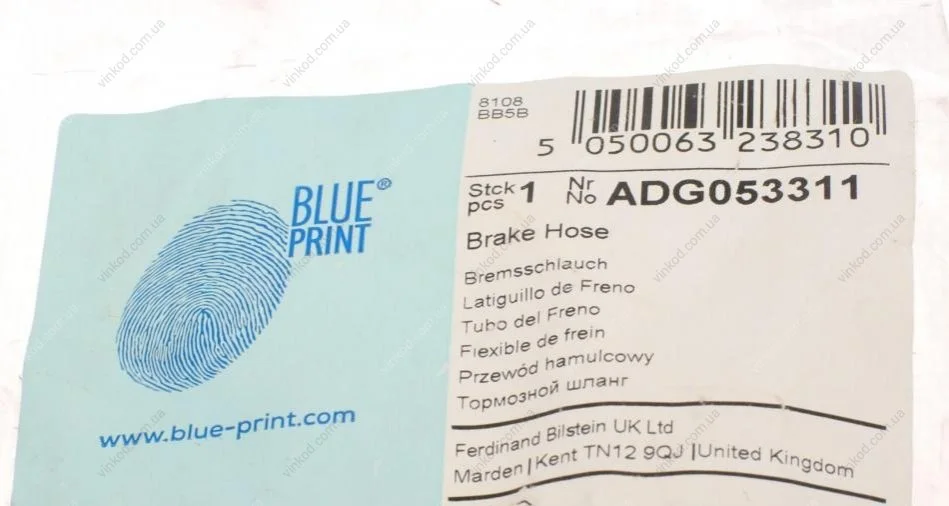 BLUE®
PRINT
www.blue-print.com
8108
BB5B
5 050063 238310
Stck
pcs 1 Nr
No ADG053311
Brake Hose
Bremsschlauch
Latiguillo de Freno
Tubo del Freno
Flexible de frein
Przewód hamulcowy
Тормозной шланг
Ferdinand Bilstein UK Ltd
Marden | Kent TN12 9QJ | United Kingdom
vinkod.com.ua